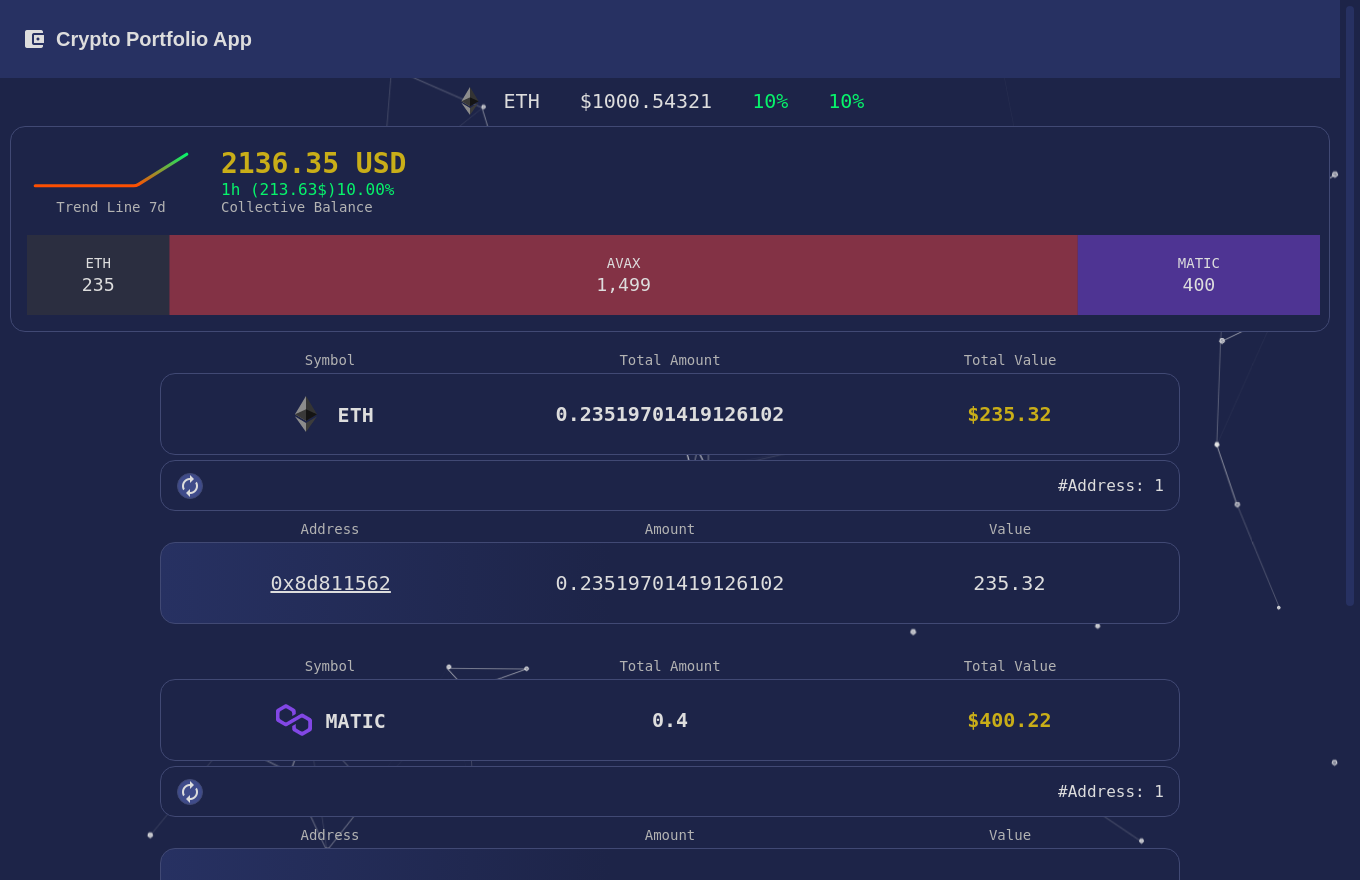 Crypto Portfolio App
ETH $1000.54321 10% 10%
2136.35 USD
1h (213.63$)10.00%
Trend Line 7d Collective Balance
ETH AVAX MATIC
235 1,499 400
Symbol Total Amount Total Value
ETH 0.23519701419126102 $235.32
#Address: 1
Address Amount Value
0x8d811562 0.23519701419126102 235.32
Symbol Total Amount Total Value
MATIC 0.4 $400.22
#Address: 1
Address Amount Value